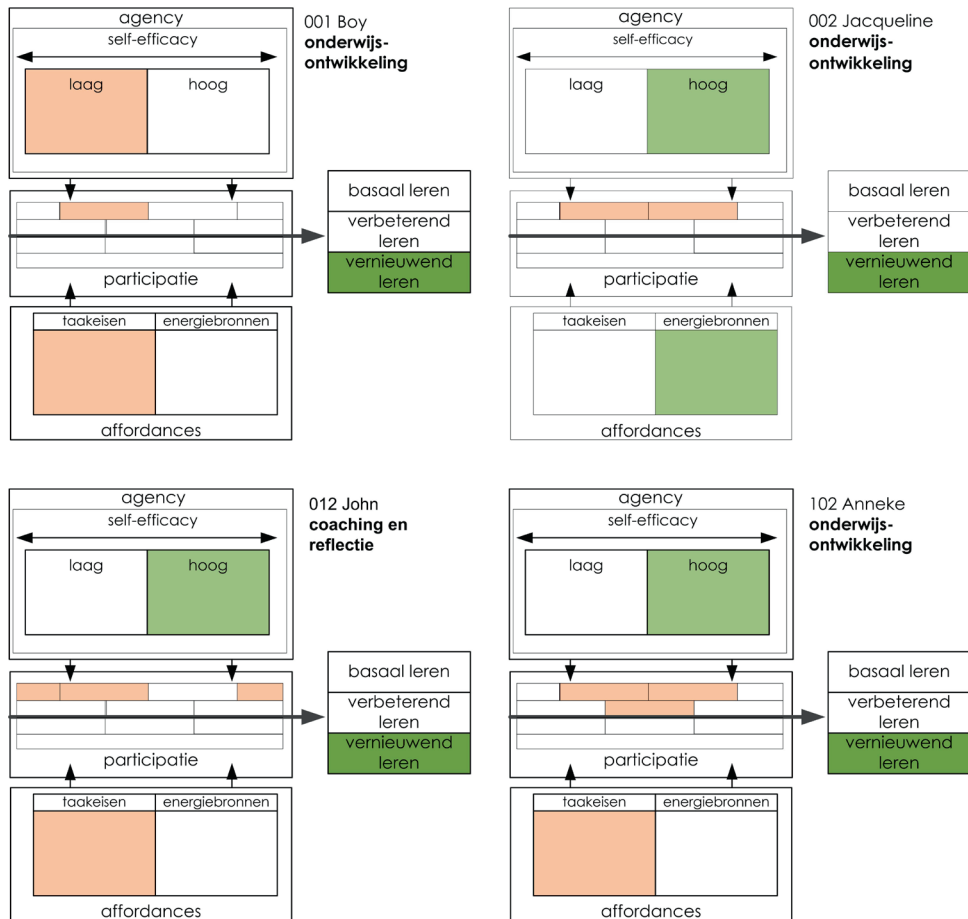 agency
self-efficacy
laag hoog
001 Boy
onderwijs-
ontwikkeling
basaal leren
verbeterend
leren
vernieuwend
leren
participatie
taakeisen energiebronnen
affordances
agency
self-efficacy
laag hoog
002 Jacqueline
onderwijs-
ontwikkeling
basaal leren
verbeterend
leren
vernieuwend
leren
participatie
taakeisen energiebronnen
affordances
agency
self-efficacy
laag hoog
012 John
coaching en
reflectie
basaal leren
verbeterend
leren
vernieuwend
leren
participatie
taakeisen energiebronnen
affordances
agency
self-efficacy
laag hoog
102 Anneke
onderwijs-
ontwikkeling
basaal leren
verbeterend
leren
vernieuwend
leren
participatie
taakeisen energiebronnen
affordances